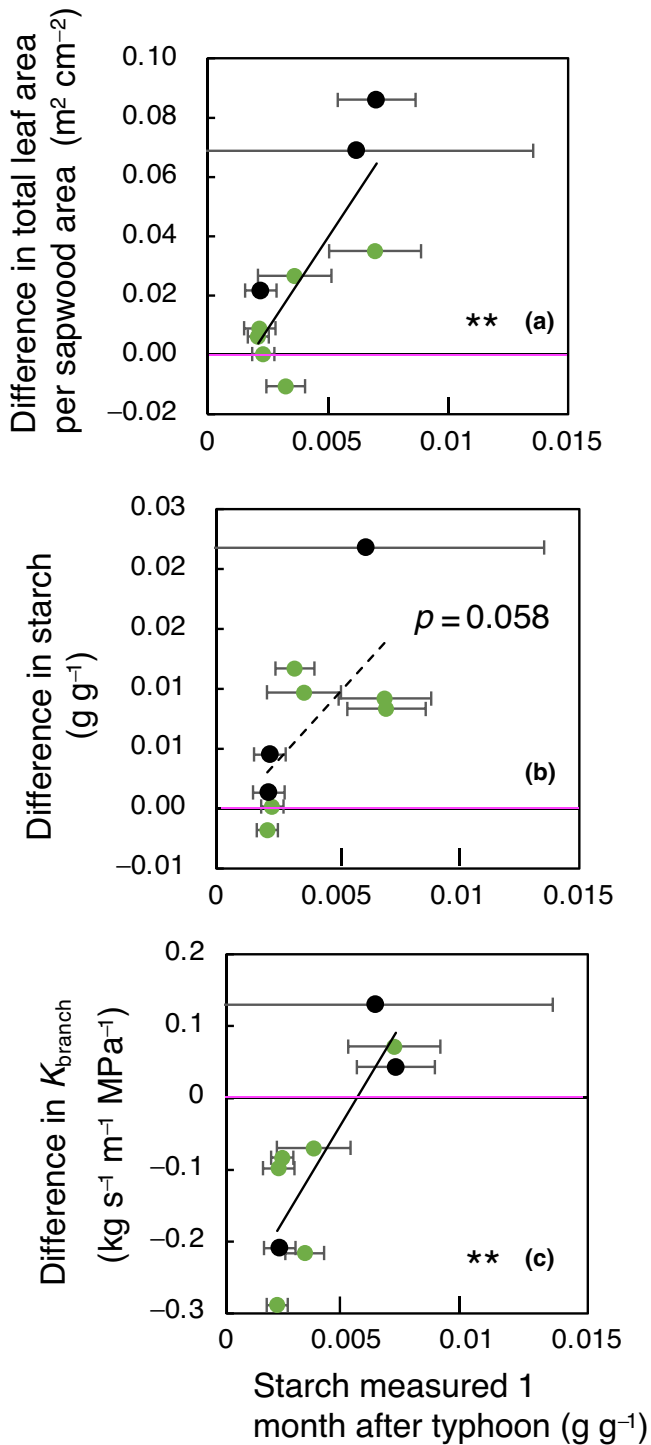 Difference in total leaf area
per sapwood area (m² cm⁻²)
0.10
0.08
0.06
0.04
0.02
0.00
−0.02
** (a)
0 0.005 0.01 0.015
Difference in starch
(g g⁻¹)
0.03
0.02
0.02
0.01
0.01
0.00
−0.01
p = 0.058
(b)
0 0.005 0.01 0.015
Difference in K_branch
(kg s⁻¹ m⁻¹ MPa⁻¹)
0.2
0.1
0
−0.1
−0.2
−0.3
** (c)
0 0.005 0.01 0.015
Starch measured 1
month after typhoon (g g⁻¹)